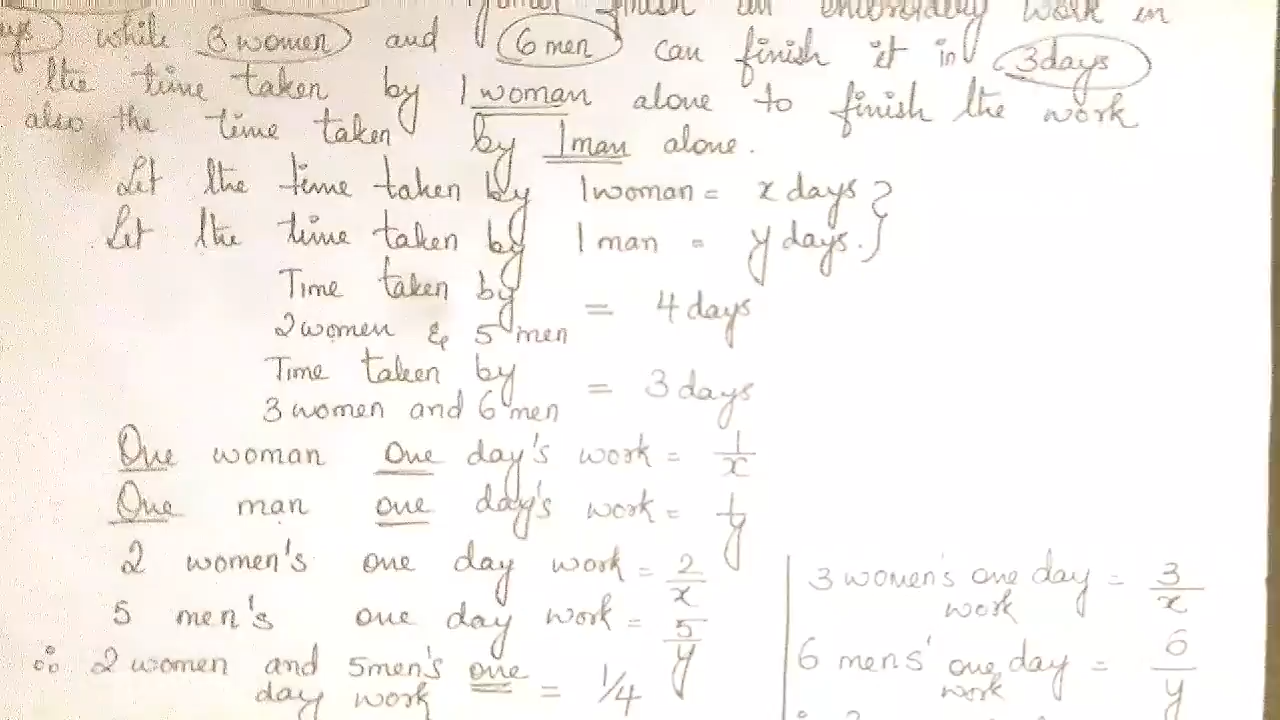 work in
while 3 women and 6 men can finish it in 3 days
the time taken by 1 woman alone to finish the work
also the time taken by 1 man alone.
Let the time taken by 1 woman = x days }
Let the time taken by 1 man = y days. }
Time taken by
2 women & 5 men = 4 days
Time taken by
3 women and 6 men = 3 days
One woman one day's work = 1/x
One man one day's work = 1/y
2 women's one day work = 2/x
5 men's one day work = 5/y
∴ 2 women and 5 men's one
day work = 1/4
3 women's one day = 3/x
work
6 mens' one day = 6/y
work